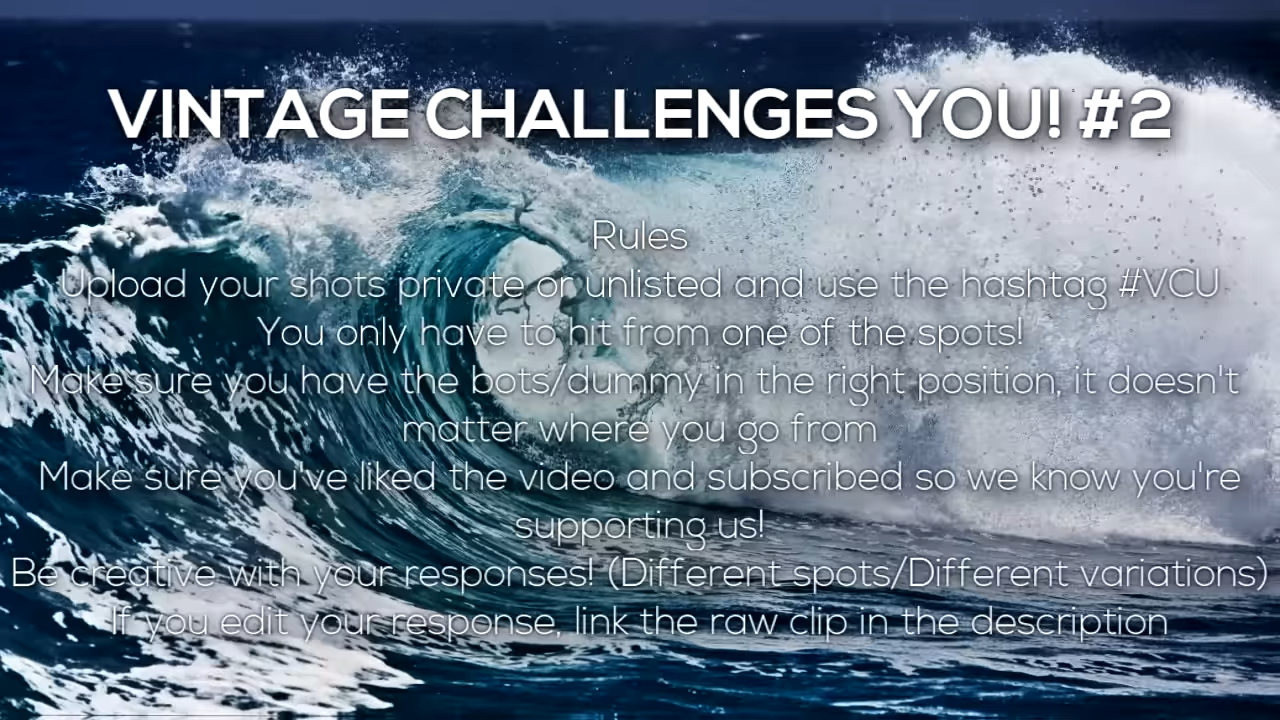 VINTAGE CHALLENGES YOU! #2
Rules
Upload your shots private or unlisted and use the hashtag #VCU
You only have to hit from one of the spots!
Make sure you have the bots/dummy in the right position, it doesn't
matter where you go from
Make sure you've liked the video and subscribed so we know you're
supporting us!
Be creative with your responses! (Different spots/Different variations)
If you edit your response, link the raw clip in the description